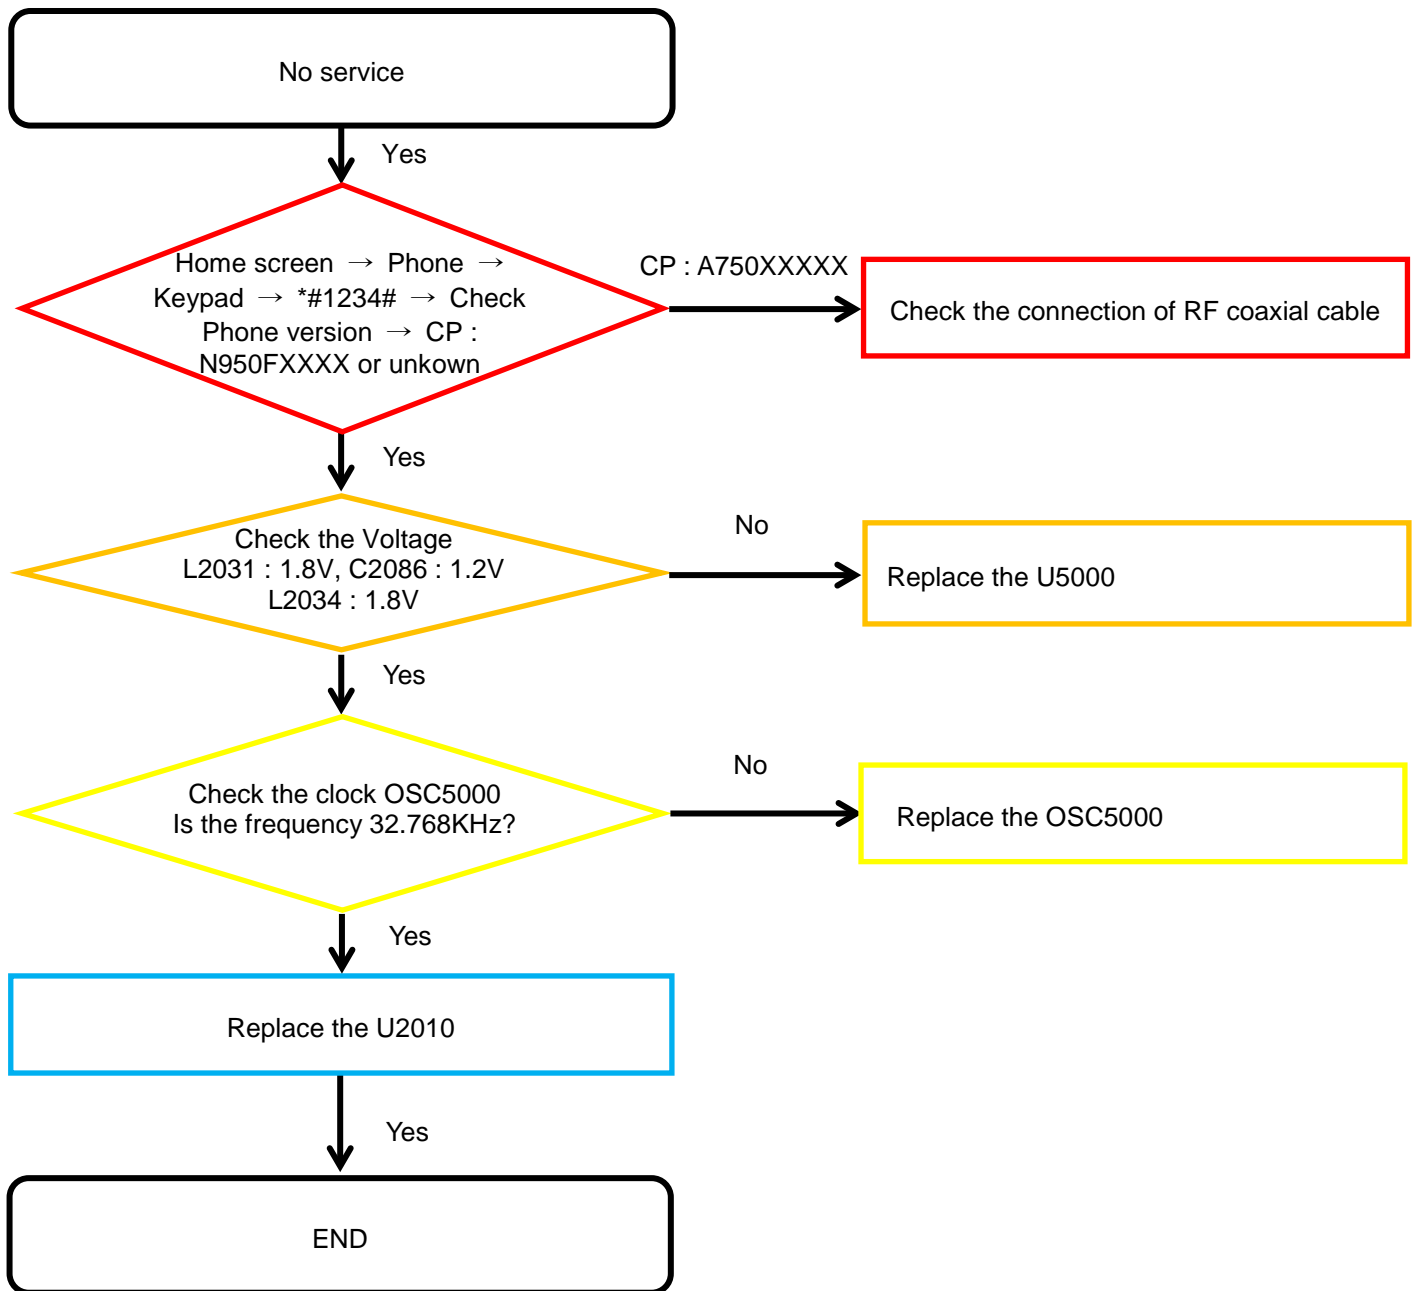 No service
Yes
Home screen → Phone →
Keypad → *#1234# → Check
Phone version → CP :
N950FXXXX or unkown
CP : A750XXXXX
Check the connection of RF coaxial cable
Yes
Check the Voltage
L2031 : 1.8V, C2086 : 1.2V
L2034 : 1.8V
No
Replace the U5000
Yes
Check the clock OSC5000
Is the frequency 32.768KHz?
No
Replace the OSC5000
Yes
Replace the U2010
Yes
END